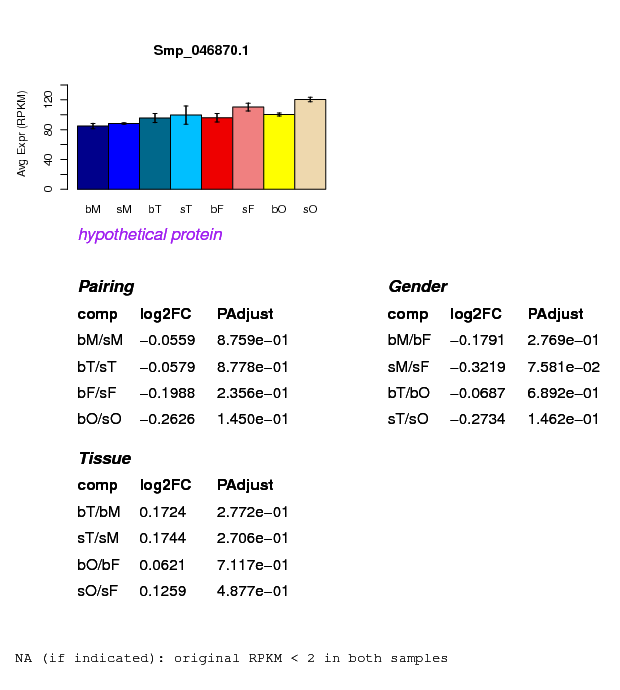 Smp_046870.1
Avg Expr (RPKM)
0 40 80 120
bM sM bT sT bF sF bO sO
hypothetical protein
Pairing
comp log2FC PAdjust
bM/sM −0.0559 8.759e−01
bT/sT −0.0579 8.778e−01
bF/sF −0.1988 2.356e−01
bO/sO −0.2626 1.450e−01
Gender
comp log2FC PAdjust
bM/bF −0.1791 2.769e−01
sM/sF −0.3219 7.581e−02
bT/bO −0.0687 6.892e−01
sT/sO −0.2734 1.462e−01
Tissue
comp log2FC PAdjust
bT/bM 0.1724 2.772e−01
sT/sM 0.1744 2.706e−01
bO/bF 0.0621 7.117e−01
sO/sF 0.1259 4.877e−01
NA (if indicated): original RPKM < 2 in both samples